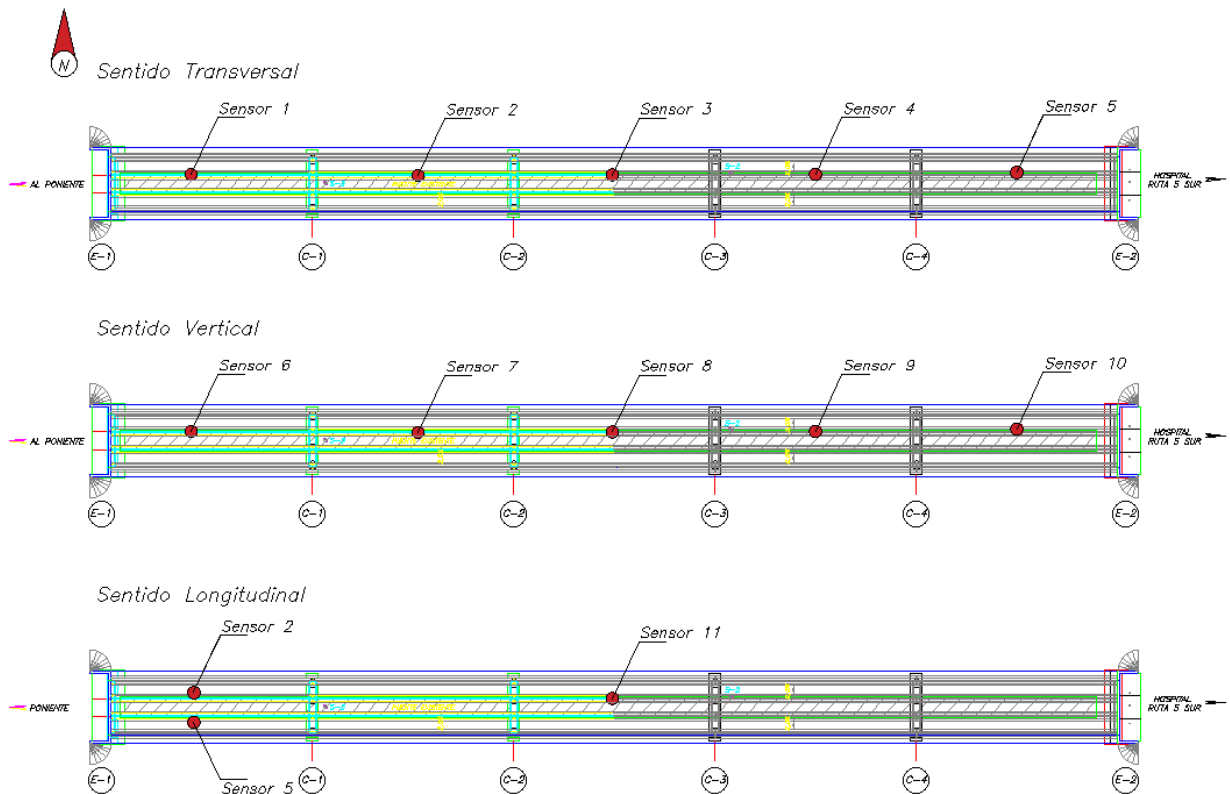 N
Sentido Transversal
Sensor 1
Sensor 2
Sensor 3
Sensor 4
Sensor 5
AL PONIENTE
HOSPITAL
RUTA 5 SUR
E-1
C-1
C-2
C-3
C-4
E-2
Sentido Vertical
Sensor 6
Sensor 7
Sensor 8
Sensor 9
Sensor 10
AL PONIENTE
HOSPITAL
RUTA 5 SUR
E-1
C-1
C-2
C-3
C-4
E-2
Sentido Longitudinal
Sensor 2
Sensor 11
PONIENTE
HOSPITAL
RUTA 5 SUR
Sensor 5
E-1
C-1
C-2
C-3
C-4
E-2